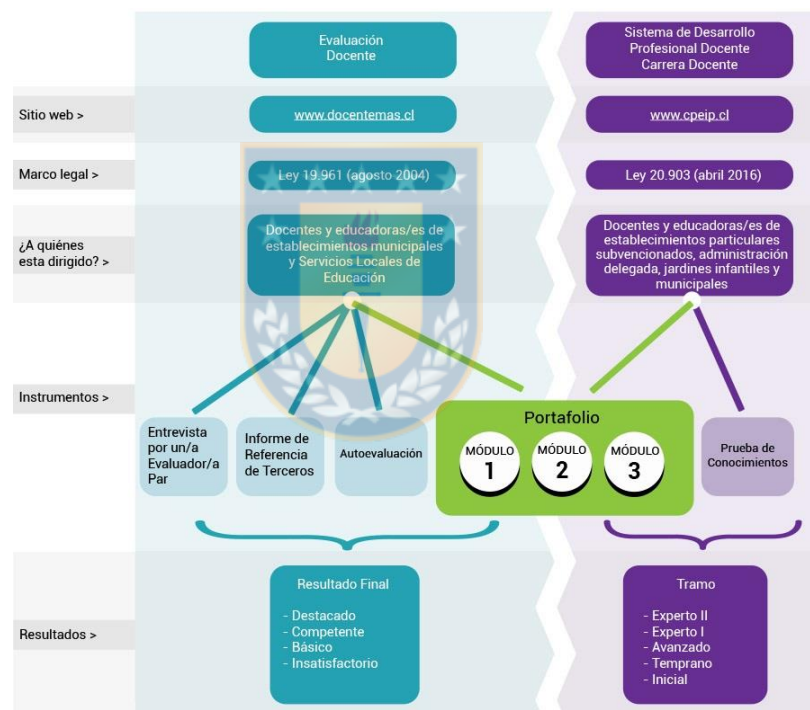 Evaluación
Docente
Sistema de Desarrollo
Profesional Docente
Carrera Docente
Sitio web >
www.docentemas.cl
www.cpeip.cl
Marco legal >
Ley 19.961 (agosto 2004)
Ley 20.903 (abril 2016)
¿A quiénes
esta dirigido? >
Docentes y educadoras/es de
establecimientos municipales
y Servicios Locales de
Educación
Docentes y educadoras/es de
establecimientos particulares
subvencionados, administración
delegada, jardines infantiles y
municipales
Instrumentos >
Entrevista
por un/a
Evaluador/a
Par
Informe de
Referencia
de Terceros
Autoevaluación
Portafolio
MÓDULO
1
MÓDULO
2
MÓDULO
3
Prueba de
Conocimientos
Resultados >
Resultado Final
- Destacado
- Competente
- Básico
- Insatisfactorio
Tramo
- Experto II
- Experto I
- Avanzado
- Temprano
- Inicial